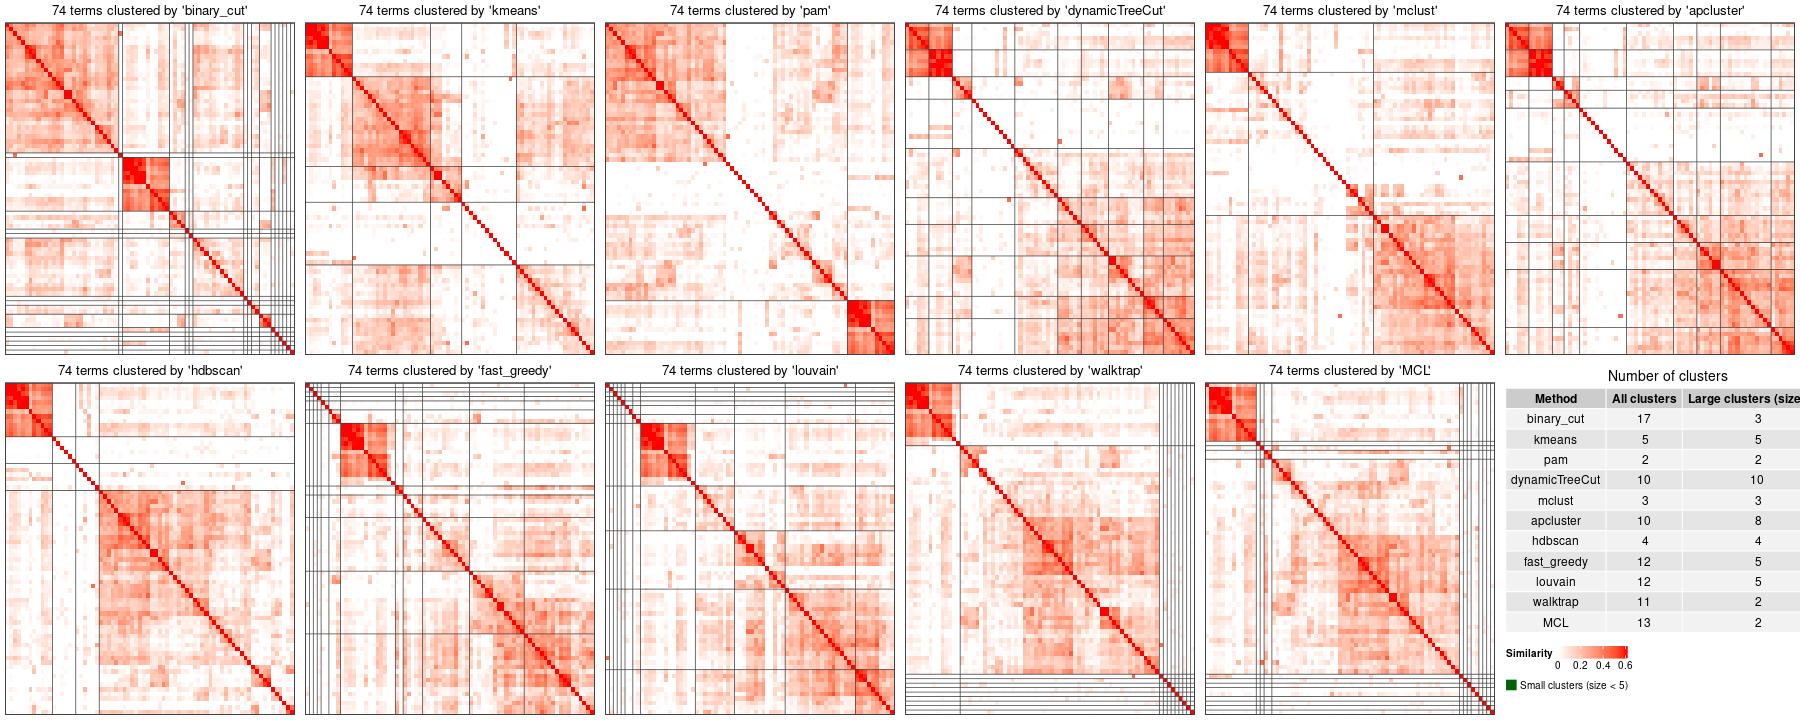 74 terms clustered by 'binary_cut'
74 terms clustered by 'kmeans'
74 terms clustered by 'pam'
74 terms clustered by 'dynamicTreeCut'
74 terms clustered by 'mclust'
74 terms clustered by 'apcluster'
74 terms clustered by 'hdbscan'
74 terms clustered by 'fast_greedy'
74 terms clustered by 'louvain'
74 terms clustered by 'walktrap'
74 terms clustered by 'MCL'
Number of clusters
Method All clusters Large clusters (size
binary_cut 17 3
kmeans 5 5
pam 2 2
dynamicTreeCut 10 10
mclust 3 3
apcluster 10 8
hdbscan 4 4
fast_greedy 12 5
louvain 12 5
walktrap 11 2
MCL 13 2
Similarity
0 0.2 0.4 0.6
Small clusters (size < 5)